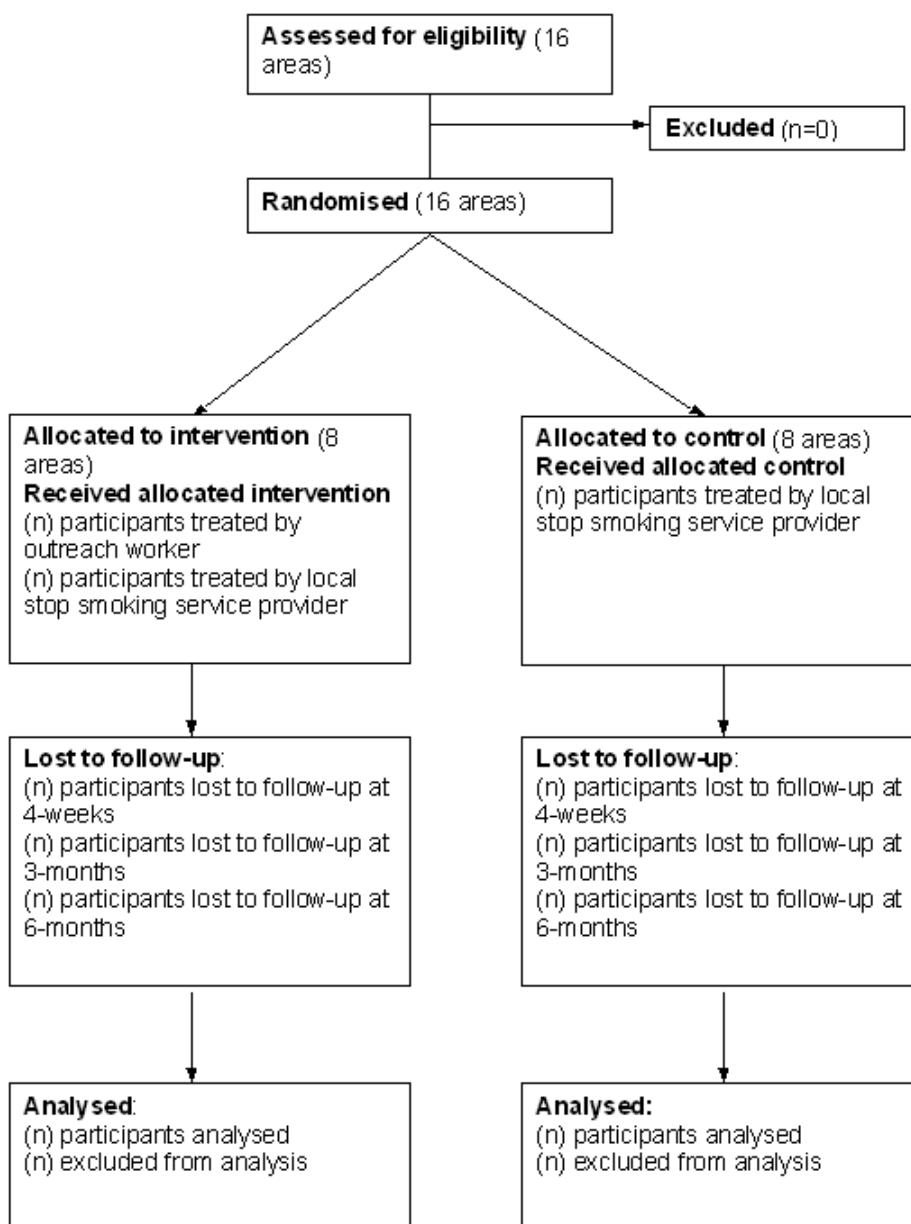 Assessed for eligibility (16
areas)
Excluded (n=0)
Randomised (16 areas)
Allocated to intervention (8
areas)
Received allocated intervention
(n) participants treated by
outreach worker
(n) participants treated by local
stop smoking service provider
Allocated to control (8 areas)
Received allocated control
(n) participants treated by local
stop smoking service provider
Lost to follow-up:
(n) participants lost to follow-up at
4-weeks
(n) participants lost to follow-up at
3-months
(n) participants lost to follow-up at
6-months
Lost to follow-up:
(n) participants lost to follow-up at
4-weeks
(n) participants lost to follow-up at
3-months
(n) participants lost to follow-up at
6-months
Analysed:
(n) participants analysed
(n) excluded from analysis
Analysed:
(n) participants analysed
(n) excluded from analysis